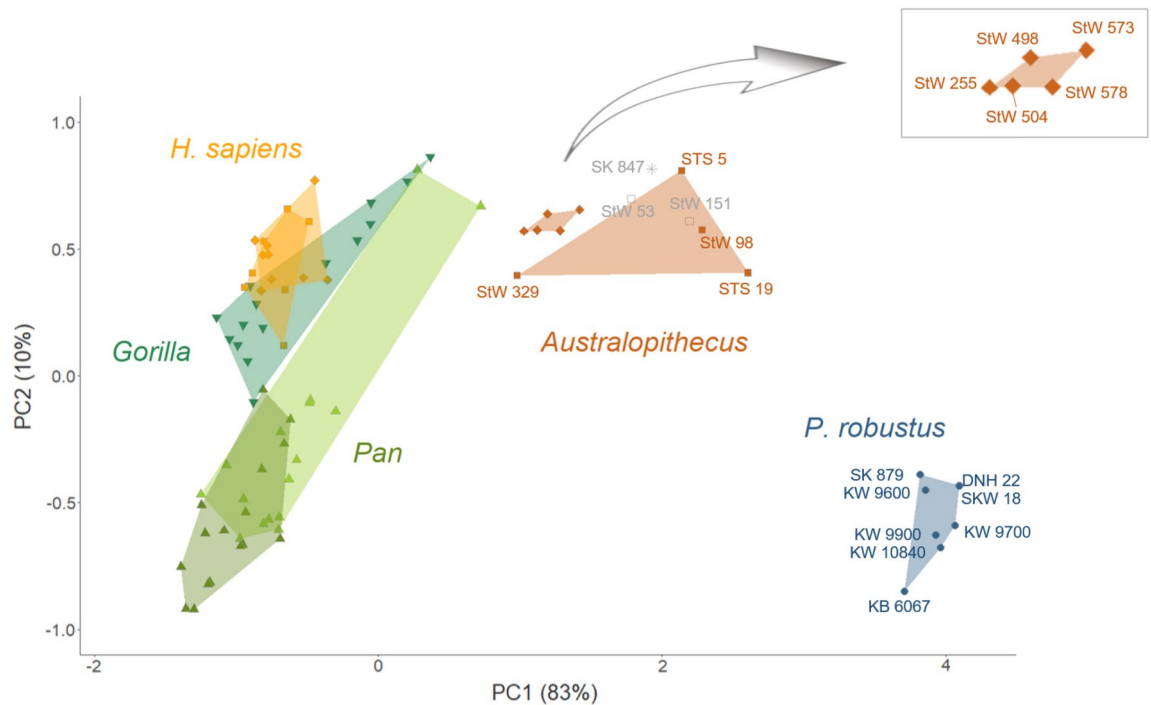 StW 573
StW 498
StW 255
StW 578
StW 504
1.0
H. sapiens
SK 847
STS 5
StW 53
StW 151
0.5
StW 98
StW 329
STS 19
Gorilla
Australopithecus
PC2 (10%)
0.0
Pan
P. robustus
SK 879
DNH 22
KW 9600
SKW 18
-0.5
KW 9900
KW 9700
KW 10840
KB 6067
-1.0
-2
0
2
4
PC1 (83%)